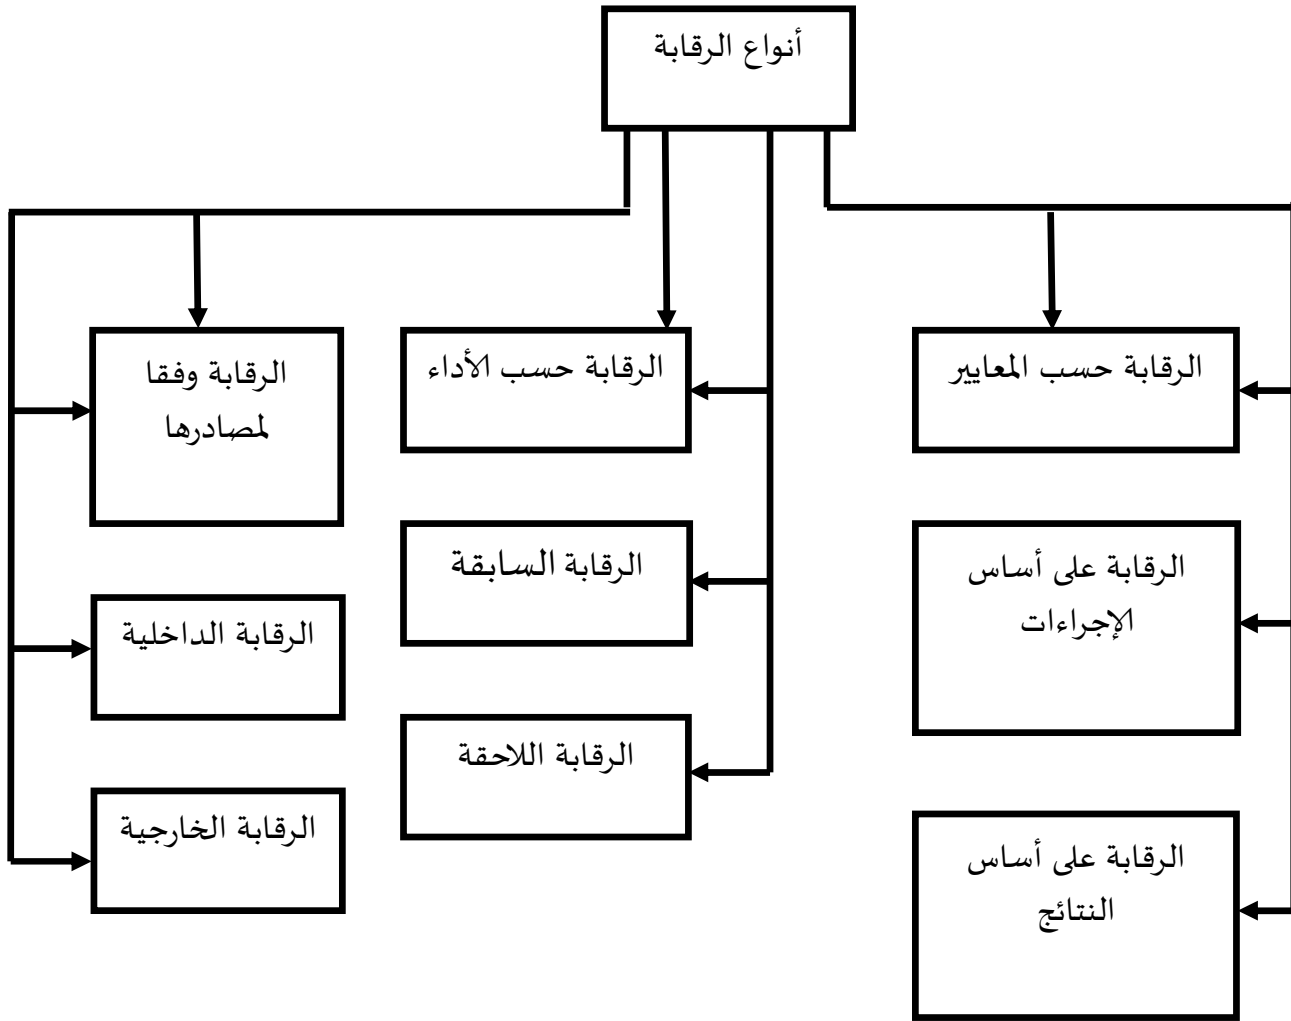 أنواع الرقابة
الرقابة حسب المعايير
الرقابة على أساس
الإجراءات
الرقابة على أساس
النتائج
الرقابة حسب الأداء
الرقابة السابقة
الرقابة اللاحقة
الرقابة وفقا
لمصادرها
الرقابة الداخلية
الرقابة الخارجية